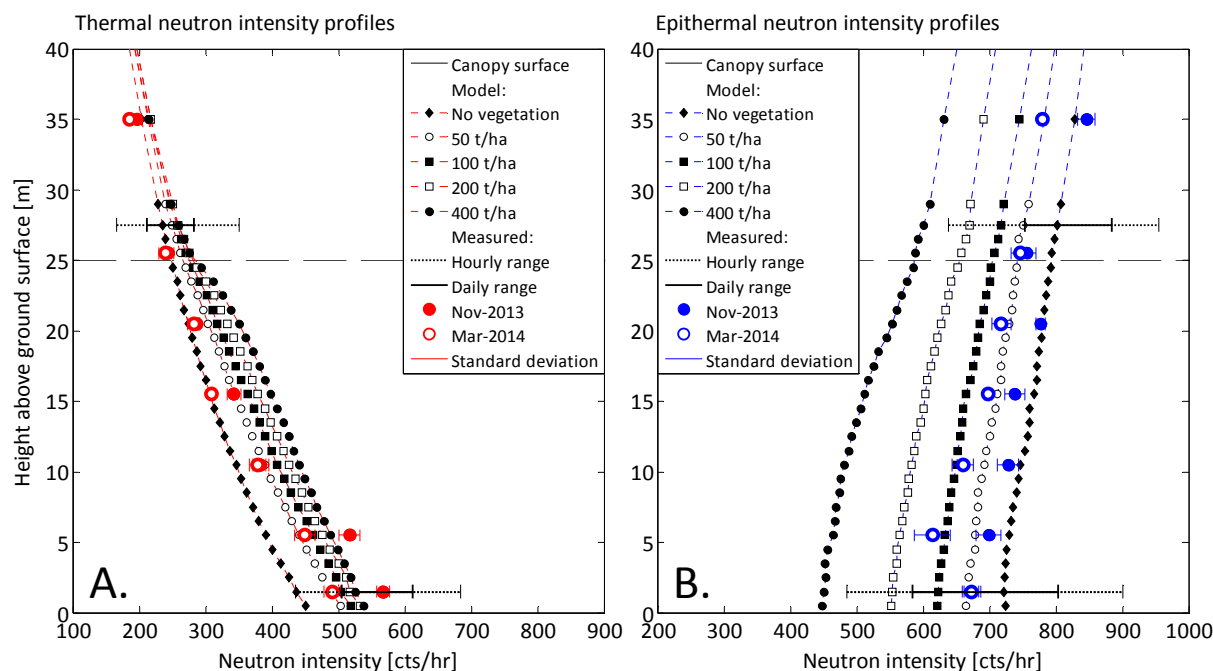 Thermal neutron intensity profiles
Height above ground surface [m]
40
35
30
25
20
15
10
5
0
Canopy surface
Model:
No vegetation
50 t/ha
100 t/ha
200 t/ha
400 t/ha
Measured:
Hourly range
Daily range
Nov-2013
Mar-2014
Standard deviation
A.
100 200 300 400 500 600 700 800 900
Neutron intensity [cts/hr]
Epithermal neutron intensity profiles
40
35
30
25
20
15
10
5
0
Canopy surface
Model:
No vegetation
50 t/ha
100 t/ha
200 t/ha
400 t/ha
Measured:
Hourly range
Daily range
Nov-2013
Mar-2014
Standard deviation
B.
200 300 400 500 600 700 800 900 1000
Neutron intensity [cts/hr]